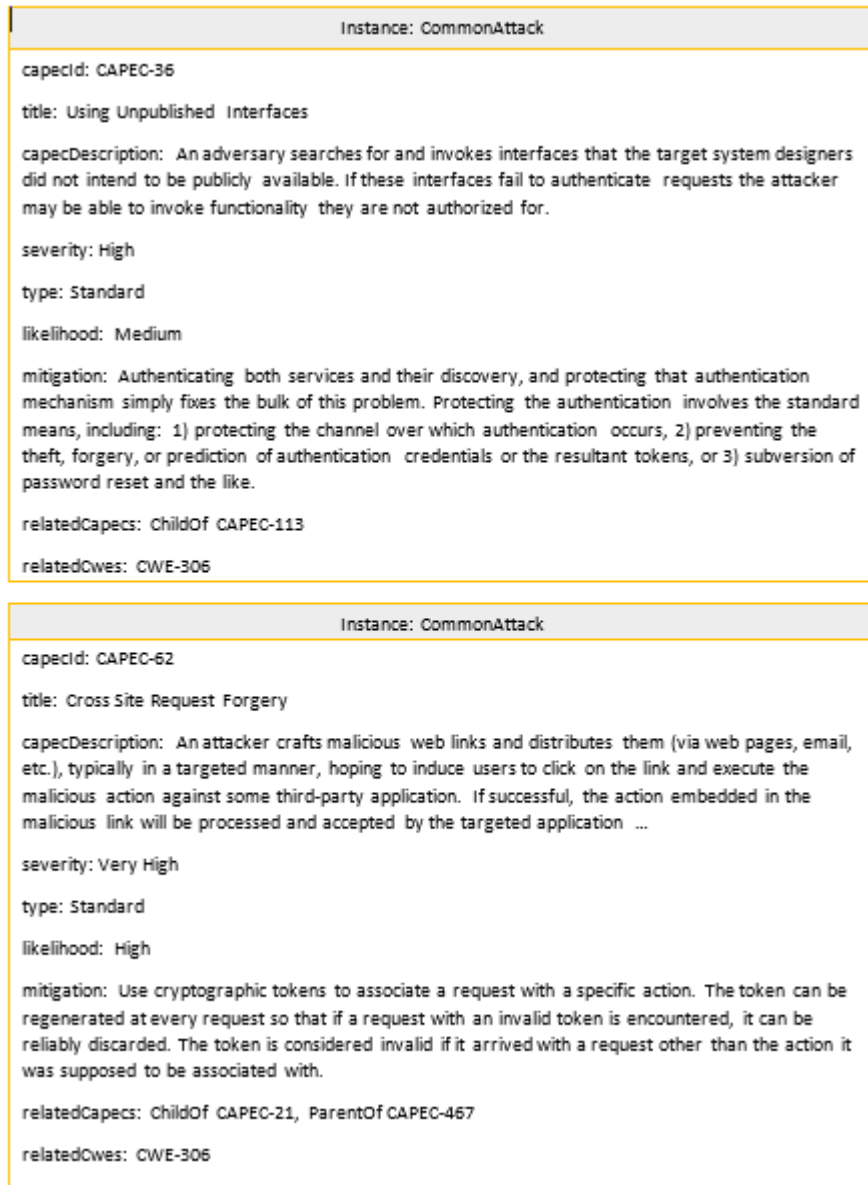 Instance: CommonAttack
capecId: CAPEC-36
title: Using Unpublished Interfaces
capecDescription: An adversary searches for and invokes interfaces that the target system designers
did not intend to be publicly available. If these interfaces fail to authenticate requests the attacker
may be able to invoke functionality they are not authorized for.
severity: High
type: Standard
likelihood: Medium
mitigation: Authenticating both services and their discovery, and protecting that authentication
mechanism simply fixes the bulk of this problem. Protecting the authentication involves the standard
means, including: 1) protecting the channel over which authentication occurs, 2) preventing the
theft, forgery, or prediction of authentication credentials or the resultant tokens, or 3) subversion of
password reset and the like.
relatedCapecs: ChildOf CAPEC-113
relatedCwes: CWE-306
Instance: CommonAttack
capecId: CAPEC-62
title: Cross Site Request Forgery
capecDescription: An attacker crafts malicious web links and distributes them (via web pages, email,
etc.), typically in a targeted manner, hoping to induce users to click on the link and execute the
malicious action against some third-party application. If successful, the action embedded in the
malicious link will be processed and accepted by the targeted application ...
severity: Very High
type: Standard
likelihood: High
mitigation: Use cryptographic tokens to associate a request with a specific action. The token can be
regenerated at every request so that if a request with an invalid token is encountered, it can be
reliably discarded. The token is considered invalid if it arrived with a request other than the action it
was supposed to be associated with.
relatedCapecs: ChildOf CAPEC-21, ParentOf CAPEC-467
relatedCwes: CWE-306